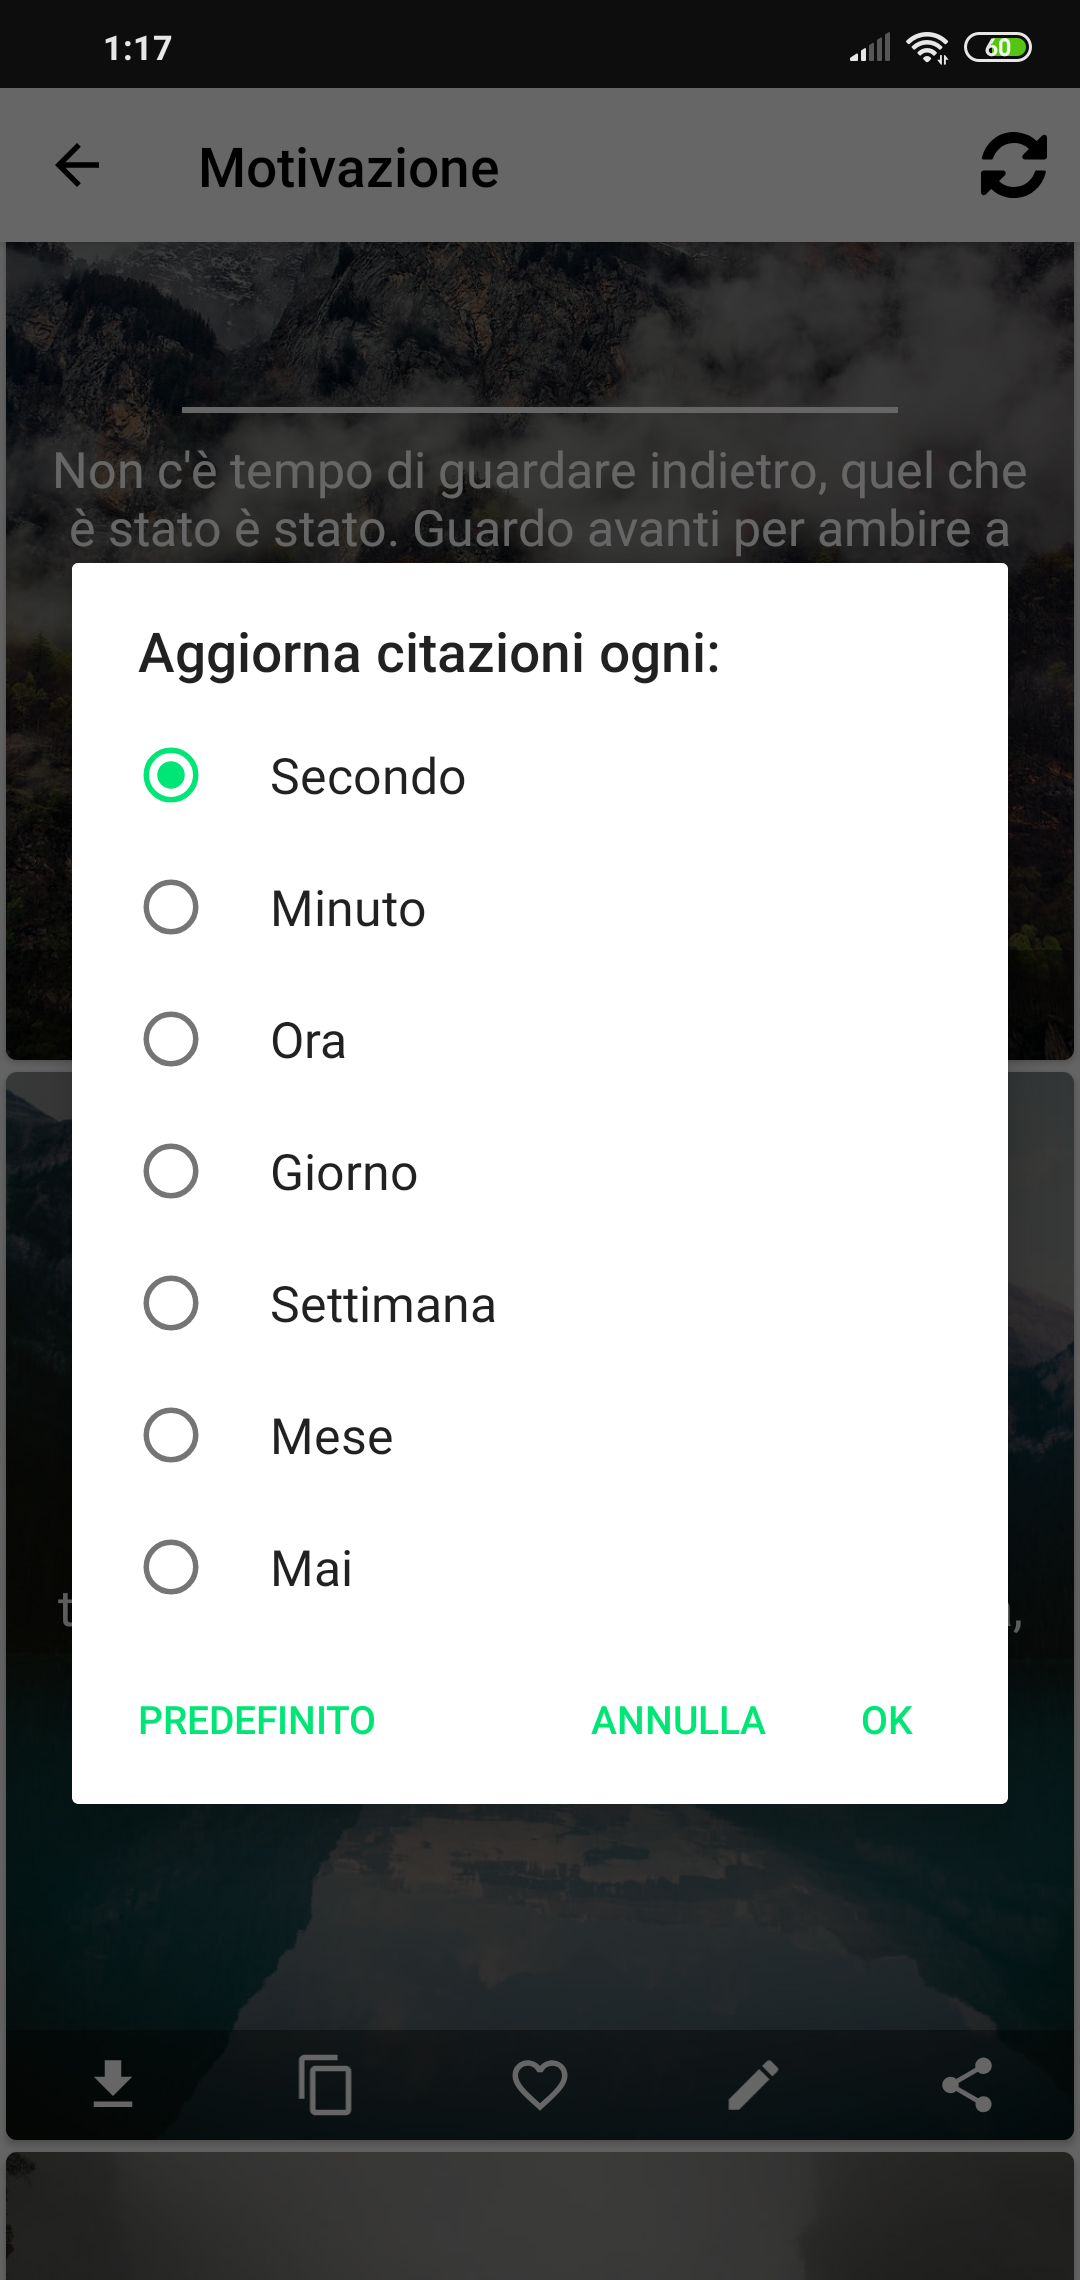 1:17
60
Motivazione
Non c'è tempo di guardare indietro, quel che
è stato è stato. Guardo avanti per ambire a
Aggiorna citazioni ogni:
Secondo
Minuto
Ora
Giorno
Settimana
Mese
Mai
PREDEFINITO ANNULLA OK